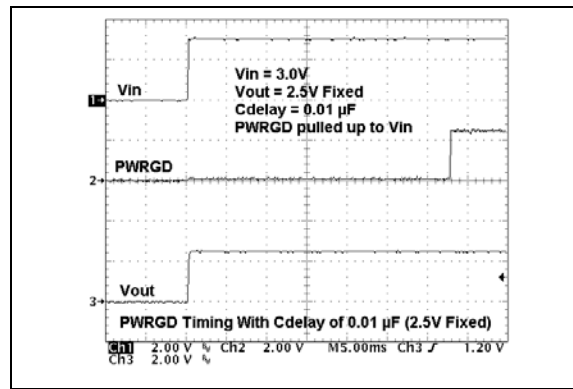 Vin
Vin = 3.0V
Vout = 2.5V Fixed
Cdelay = 0.01 µF
PWRGD pulled up to Vin
1
PWRGD
2
Vout
3
PWRGD Timing With Cdelay of 0.01 µF (2.5V Fixed)
Ch1 2.00 V Ch2 2.00 V M5.00ms Ch3 1.20 V
Ch3 2.00 V